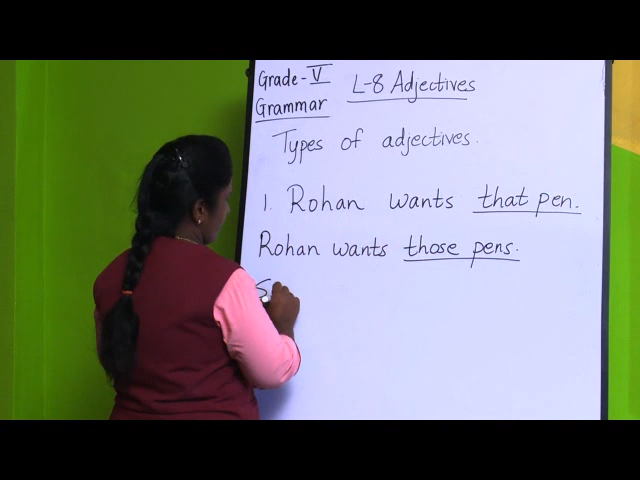 Grade - V L-8 Adjectives
Grammar
Types of adjectives.
1. Rohan wants that pen.
Rohan wants those pens.
S